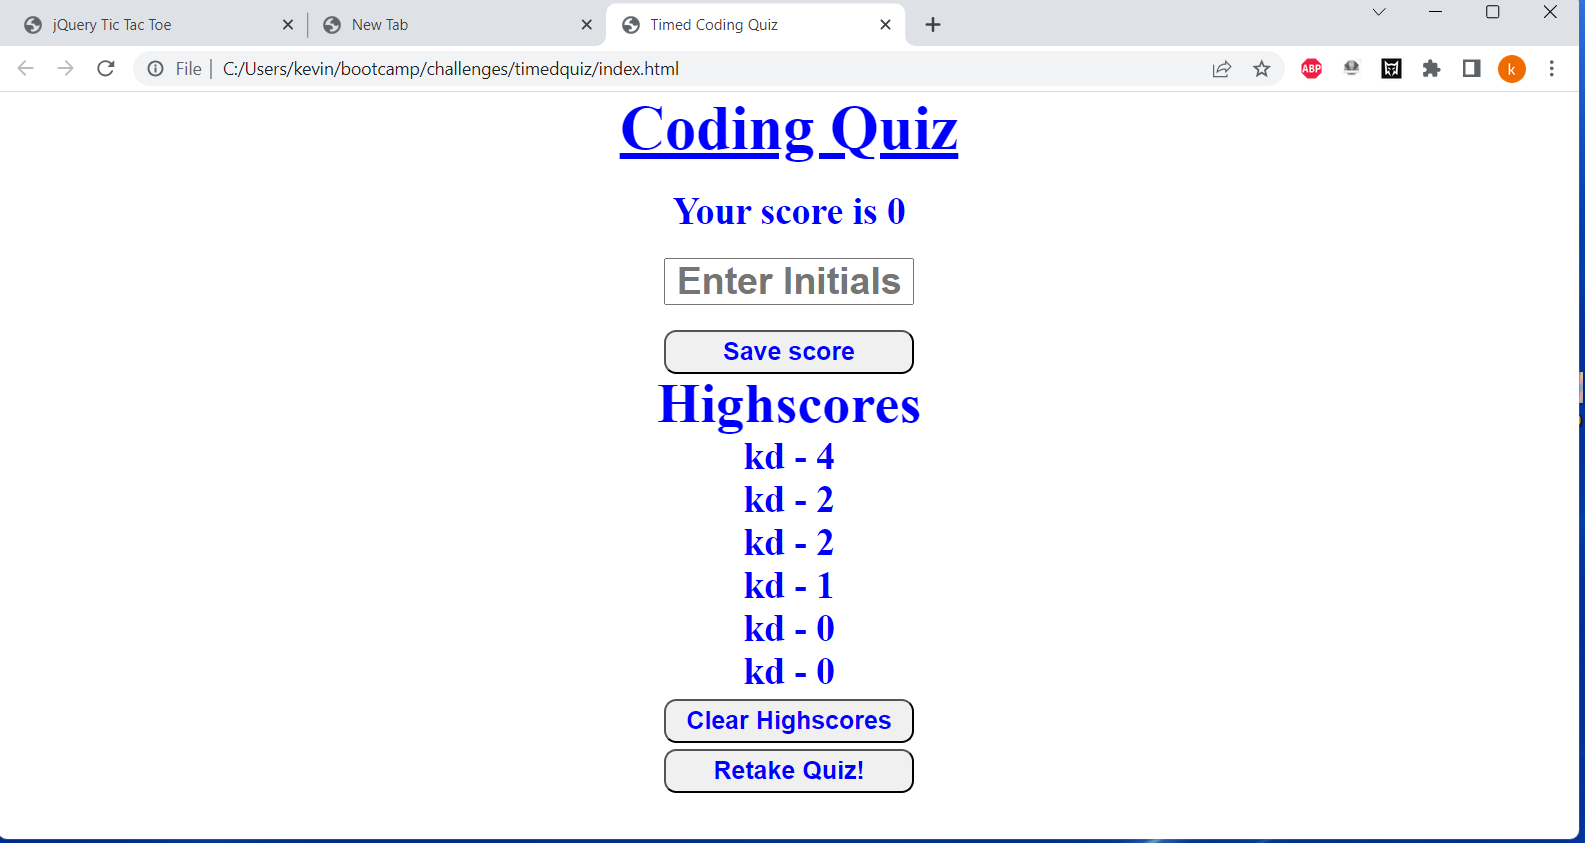 jQuery Tic Tac Toe
New Tab
Timed Coding Quiz
File | C:/Users/kevin/bootcamp/challenges/timedquiz/index.html
ABP
k
Coding Quiz
Your score is 0
Enter Initials
Save score
Highscores
kd - 4
kd - 2
kd - 2
kd - 1
kd - 0
kd - 0
Clear Highscores
Retake Quiz!